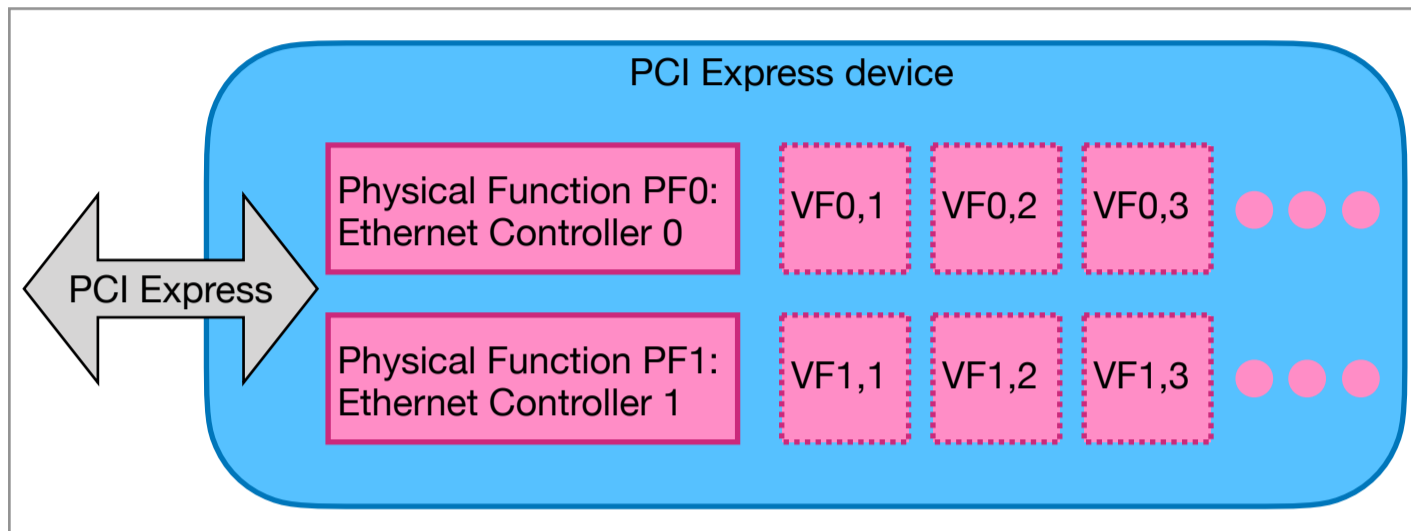 PCI Express device
Physical Function PF0:
Ethernet Controller 0
VF0,1
VF0,2
VF0,3
PCI Express
Physical Function PF1:
Ethernet Controller 1
VF1,1
VF1,2
VF1,3